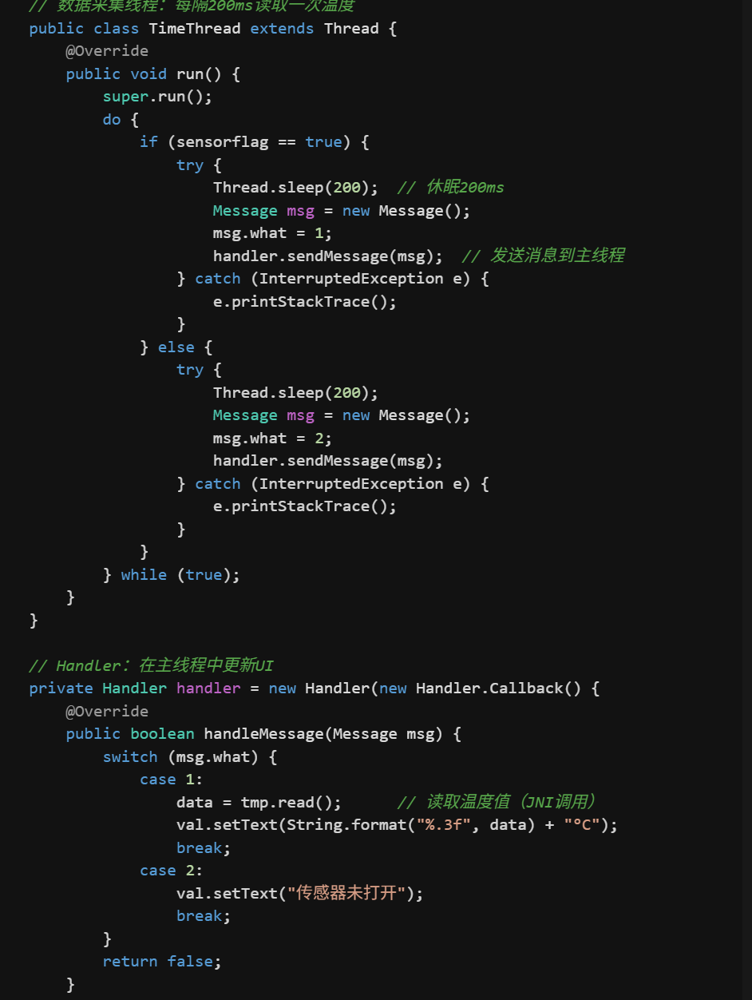 // 数据采集线程：每隔200ms读取一次温度
public class TimeThread extends Thread {
    @Override
    public void run() {
        super.run();
        do {
            if (sensorflag == true) {
                try {
                    Thread.sleep(200);  // 休眠200ms
                    Message msg = new Message();
                    msg.what = 1;
                    handler.sendMessage(msg);  // 发送消息到主线程
                } catch (InterruptedException e) {
                    e.printStackTrace();
                }
            } else {
                try {
                    Thread.sleep(200);
                    Message msg = new Message();
                    msg.what = 2;
                    handler.sendMessage(msg);
                } catch (InterruptedException e) {
                    e.printStackTrace();
                }
            }
        } while (true);
    }
}

// Handler：在主线程中更新UI
private Handler handler = new Handler(new Handler.Callback() {
    @Override
    public boolean handleMessage(Message msg) {
        switch (msg.what) {
            case 1:
                data = tmp.read();      // 读取温度值（JNI调用）
                val.setText(String.format("%.3f", data) + "°C");
                break;
            case 2:
                val.setText("传感器未打开");
                break;
        }
        return false;
    }